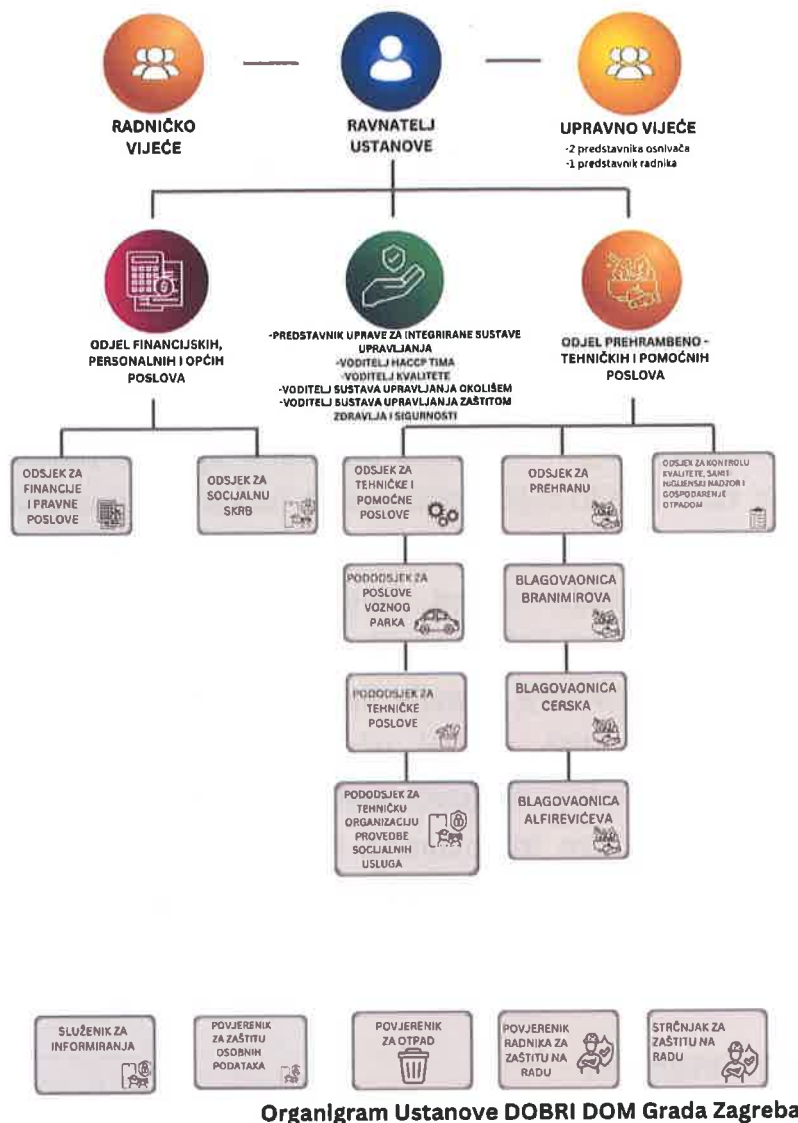 RADNIČKO
VIJEĆE
RAVNATELJ
USTANOVE
UPRAVNO VIJEĆE
-2 predstavnika osnivača
-1 predstavnik radnika
ODJEL FINANCIJSKIH,
PERSONALNIH I OPĆIH
POSLOVA
-PREDSTAVNIK UPRAVE ZA INTEGRIRANE SUSTAVE
UPRAVLJANJA
-VODITELJ HACCP TIMA
-VODITELJ KVALITETE
-VODITELJ SUSTAVA UPRAVLJANJA OKOLIŠEM
-VODITELJ SUSTAVA UPRAVLJANJA ZAŠTITOM
ZDRAVLJA I SIGURNOSTI
ODJEL PREHRAMBENO -
TEHNIČKIH I POMOĆNIH
POSLOVA
ODSJEK ZA
FINANCIJE
I PRAVNE
POSLOVE
ODSJEK ZA
SOCIJALNU
SKRB
ODSJEK ZA
TEHNIČKE I
POMOĆNE
POSLOVE
ODSJEK ZA
PREHRANU
ODSJEK ZA KONTROLU
KVALITETE, SANIT-
HIGIJENSKI NADZOR I
GOSPODARENJE
OTPADOM
PODODSJEK ZA
POSLOVE
VOZNOG
PARKA
BLAGOVAONICA
BRANIMIROVA
PODODSJEK ZA
TEHNIČKE
POSLOVE
BLAGOVAONICA
CERSKA
PODODSJEK ZA
TEHNIČKU
ORGANIZACIJU
PROVEDBE
SOCIJALNIH
USLUGA
BLAGOVAONICA
ALFIREVIĆEVA
SLUŽENIK ZA
INFORMIRANJA
POVJERENIK
ZA ZAŠTITU
OSOBNIH
PODATAKA
POVJERENIK
ZA OTPAD
POVJERENIK
RADNIKA ZA
ZAŠTITU NA
RADU
STRČNJAK ZA
ZAŠTITU NA
RADU
Organigram Ustanove DOBRI DOM Grada Zagreba